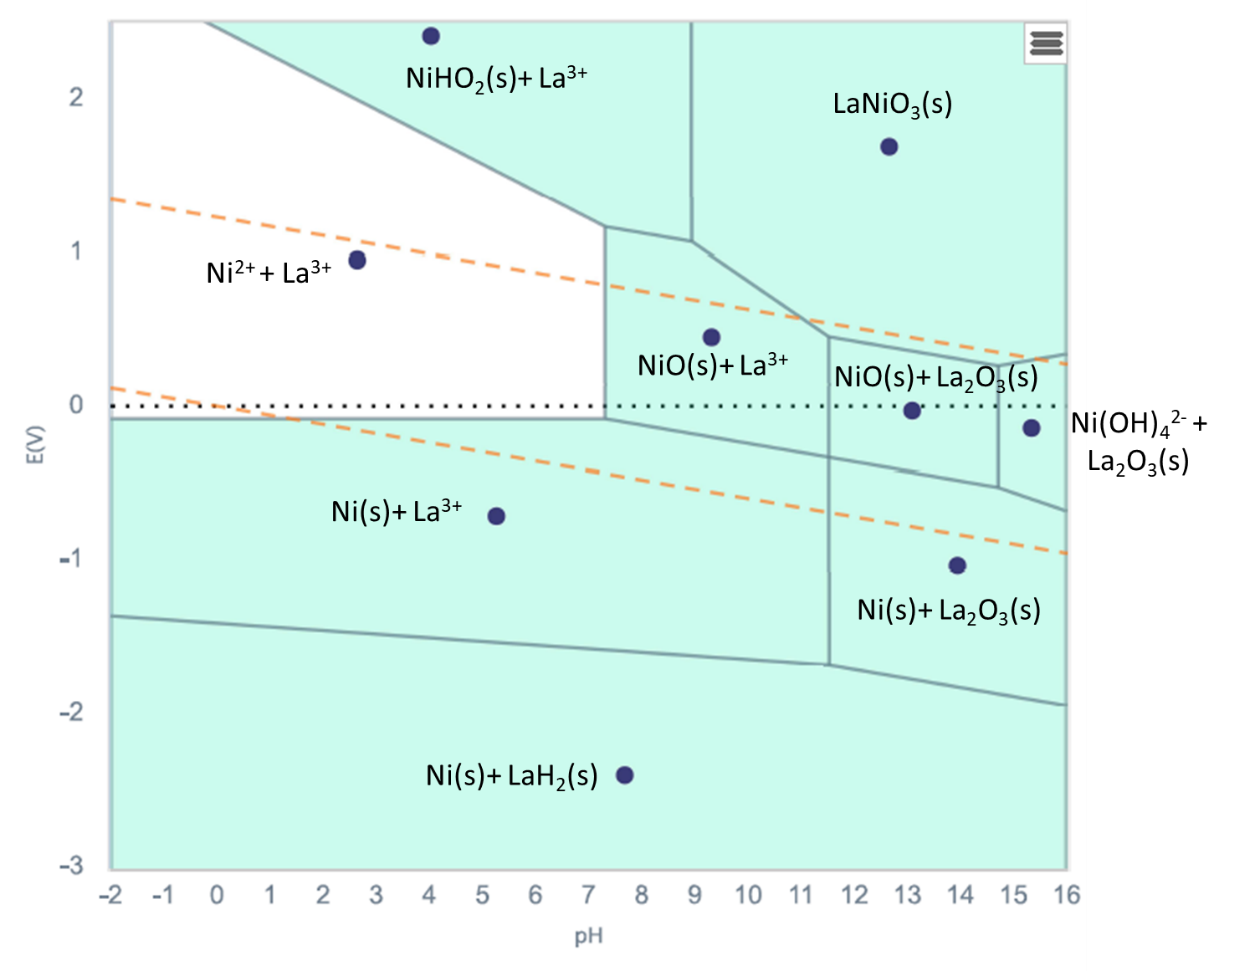 NiHO₂(s)+ La³⁺
LaNiO₃(s)
2
1
Ni²⁺ + La³⁺
NiO(s)+ La³⁺
NiO(s)+ La₂O₃(s)
0
Ni(OH)₄²⁻ +
La₂O₃(s)
E(V)
Ni(s)+ La³⁺
-1
Ni(s)+ La₂O₃(s)
-2
Ni(s)+ LaH₂(s)
-3
-2 -1 0 1 2 3 4 5 6 7 8 9 10 11 12 13 14 15 16
pH